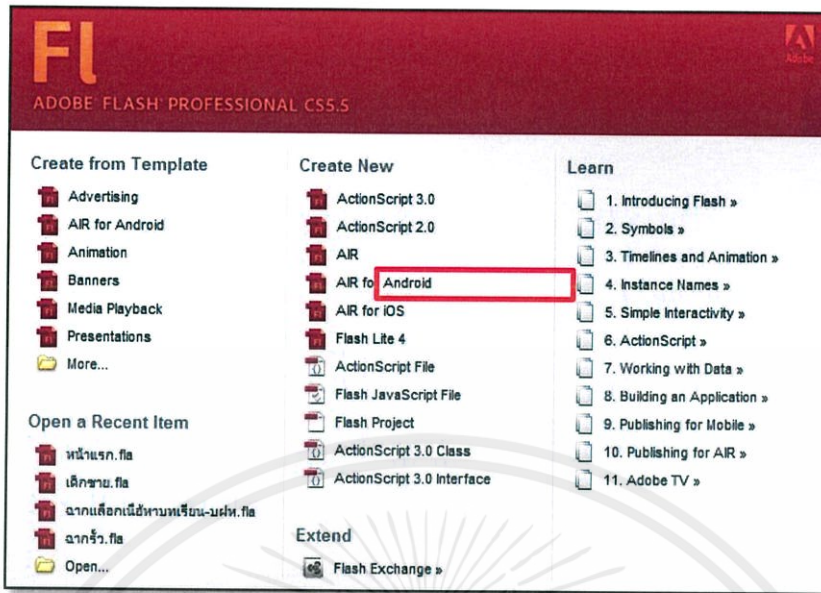 Fl
Adobe
ADOBE FLASH PROFESSIONAL CS5.5
Create from Template
Advertising
AIR for Android
Animation
Banners
Media Playback
Presentations
More...
Open a Recent Item
หน้าแรก.fla
เด็กชาย.fla
ฉากแล็อกเนื้อหาบทเรียน-มฝห.fla
ฉากรั้ว.fla
Open...
Create New
ActionScript 3.0
ActionScript 2.0
AIR
AIR fo Android
AIR for iOS
Flash Lite 4
ActionScript File
Flash JavaScript File
Flash Project
ActionScript 3.0 Class
ActionScript 3.0 Interface
Extend
Flash Exchange »
Learn
1. Introducing Flash »
2. Symbols »
3. Timelines and Animation »
4. Instance Names »
5. Simple Interactivity »
6. ActionScript »
7. Working with Data »
8. Building an Application »
9. Publishing for Mobile »
10. Publishing for AIR »
11. Adobe TV »